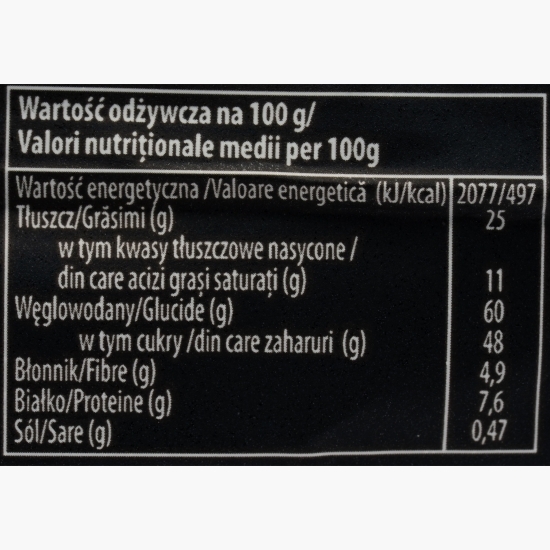 Wartość odżywcza na 100 g/
Valori nutriționale medii per 100g
Wartość energetyczna /Valoare energetică (kJ/kcal) 2077/497
Tłuszcz/Grăsimi (g) 25
w tym kwasy tłuszczowe nasycone /
din care acizi grași saturați (g) 11
Węglowodany/Glucide (g) 60
w tym cukry /din care zaharuri (g) 48
Błonnik/Fibre (g) 4,9
Białko/Proteine (g) 7,6
Sól/Sare (g) 0,47